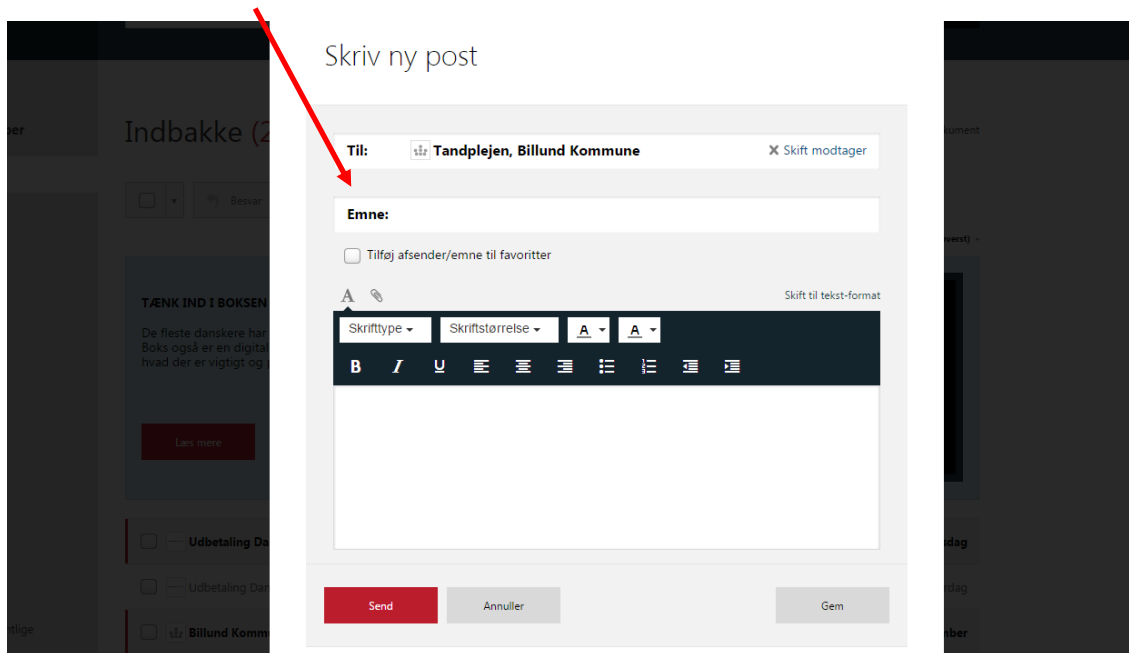 Skriv ny post
Indbakke (2
Til: Tandplejen, Billund Kommune
Skift modtager
Besvar
Emne:
Tilføj afsender/emne til favoritter
TÆNK IND I BOKSEN
De fleste danskere har
Boks også er en digital
hvad der er vigtigt og
Læs mere
A
Skift til tekst-format
Skrifttype
Skriftstørrelse
A
A
B I U
Udbetaling Da
Udbetaling Dan
Billund Komm
Send
Annuller
Gem